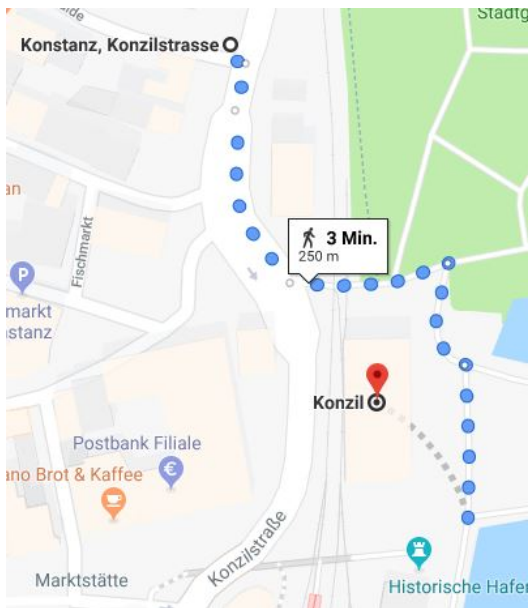 Stadtg
Konstanz, Konzilstrasse
an
Fischmarkt
3 Min.
250 m
P
markt
stanz
Konzil
Postbank Filiale
€
ano Brot & Kaffee
Konzilstraße
Marktstätte
Historische Hafen